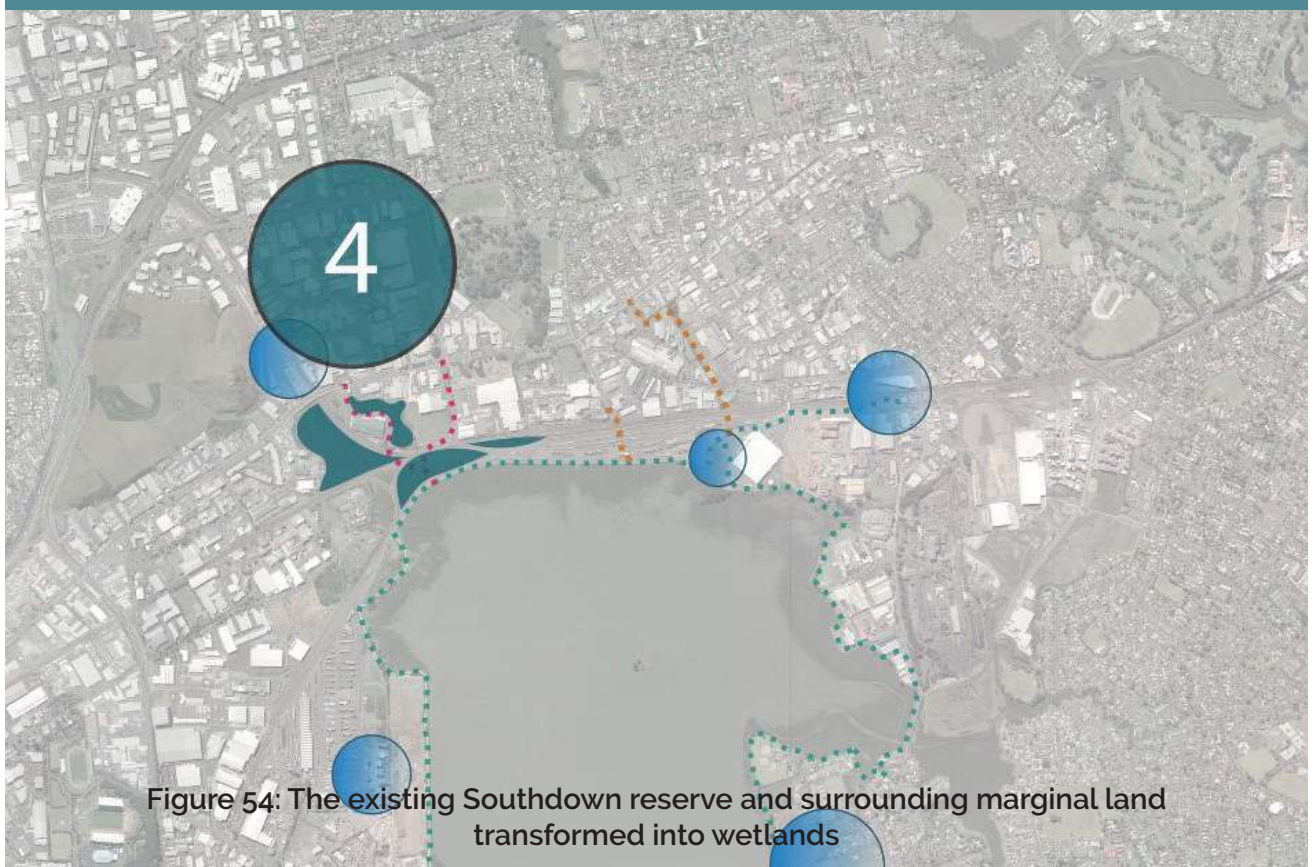 4
Figure 54: The existing Southdown reserve and surrounding marginal land
transformed into wetlands